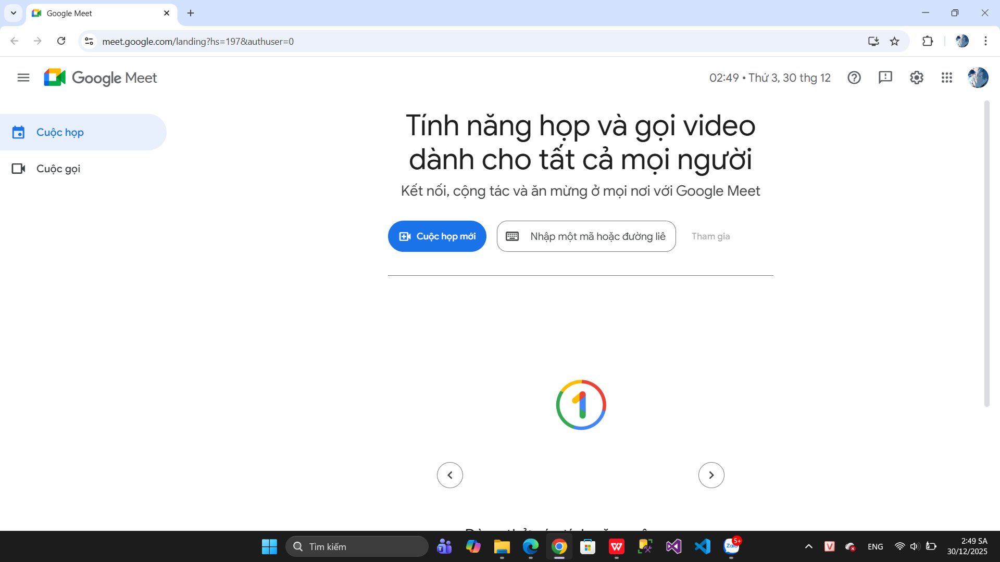 Google Meet
meet.google.com/landing?hs=197&authuser=0
Google Meet
02:49 • Thứ 3, 30 thg 12
Cuộc họp
Cuộc gọi
Tính năng họp và gọi video
dành cho tất cả mọi người
Kết nối, cộng tác và ăn mừng ở mọi nơi với Google Meet
Cuộc họp mới
Nhập một mã hoặc đường liê
Tham gia
1
Tìm kiếm
T
W
Zalo
5+
V
ENG
2:49 SA
30/12/2025